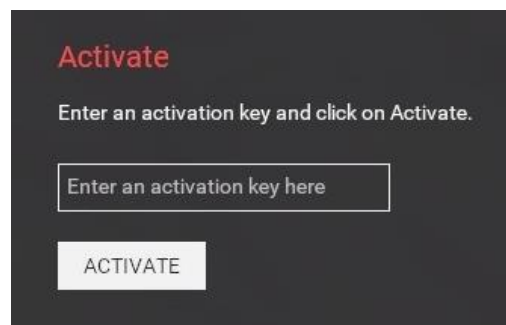 Activate
Enter an activation key and click on Activate.
Enter an activation key here
ACTIVATE